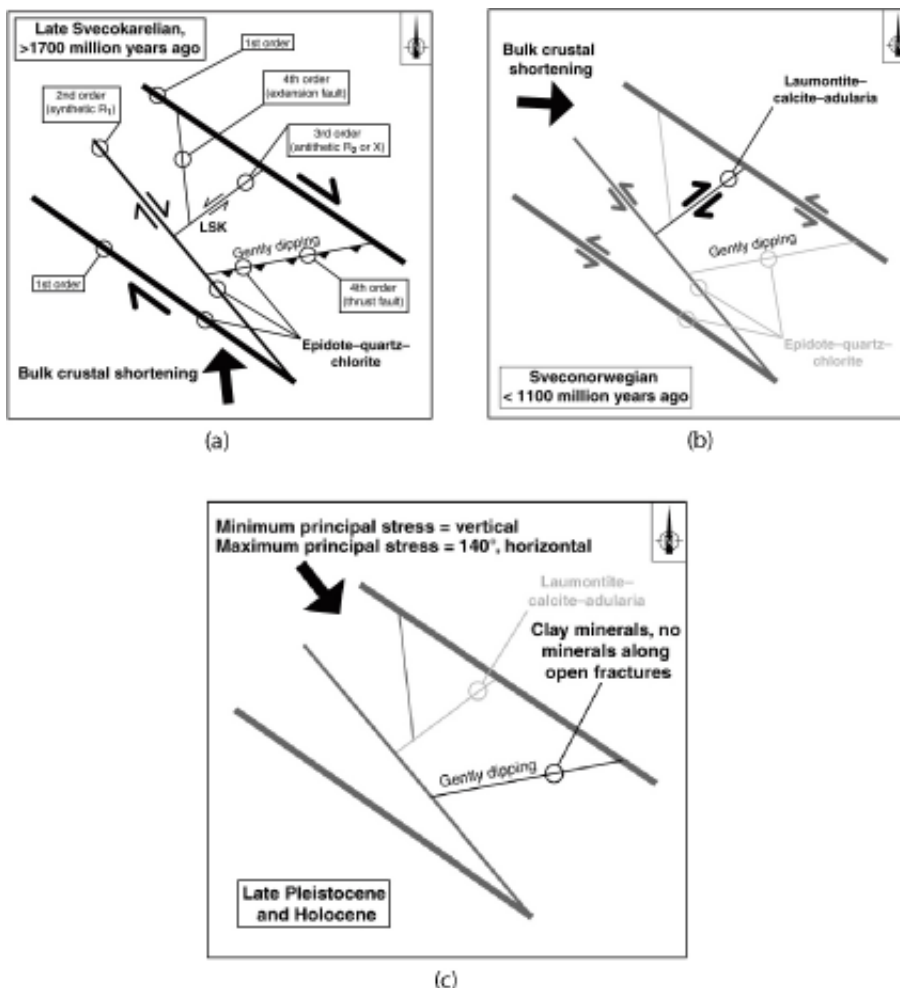 Late Svecokarelian,
>1700 million years ago
N
1st order
2nd order
(synthetic R1)
4th order
(extension fault)
3rd order
(antithetic R2 or X)
LSK
Gently dipping
1st order
4th order
(thrust fault)
Epidote–quartz–
chlorite
Bulk crustal shortening
(a)
Bulk crustal
shortening
N
Laumontite–
calcite–adularia
Gently dipping
Epidote–quartz–
chlorite
Sveconorwegian
< 1100 million years ago
(b)
Minimum principal stress = vertical
Maximum principal stress = 140°, horizontal
N
Laumontite–
calcite–adularia
Clay minerals, no
minerals along
open fractures
Gently dipping
Late Pleistocene
and Holocene
(c)